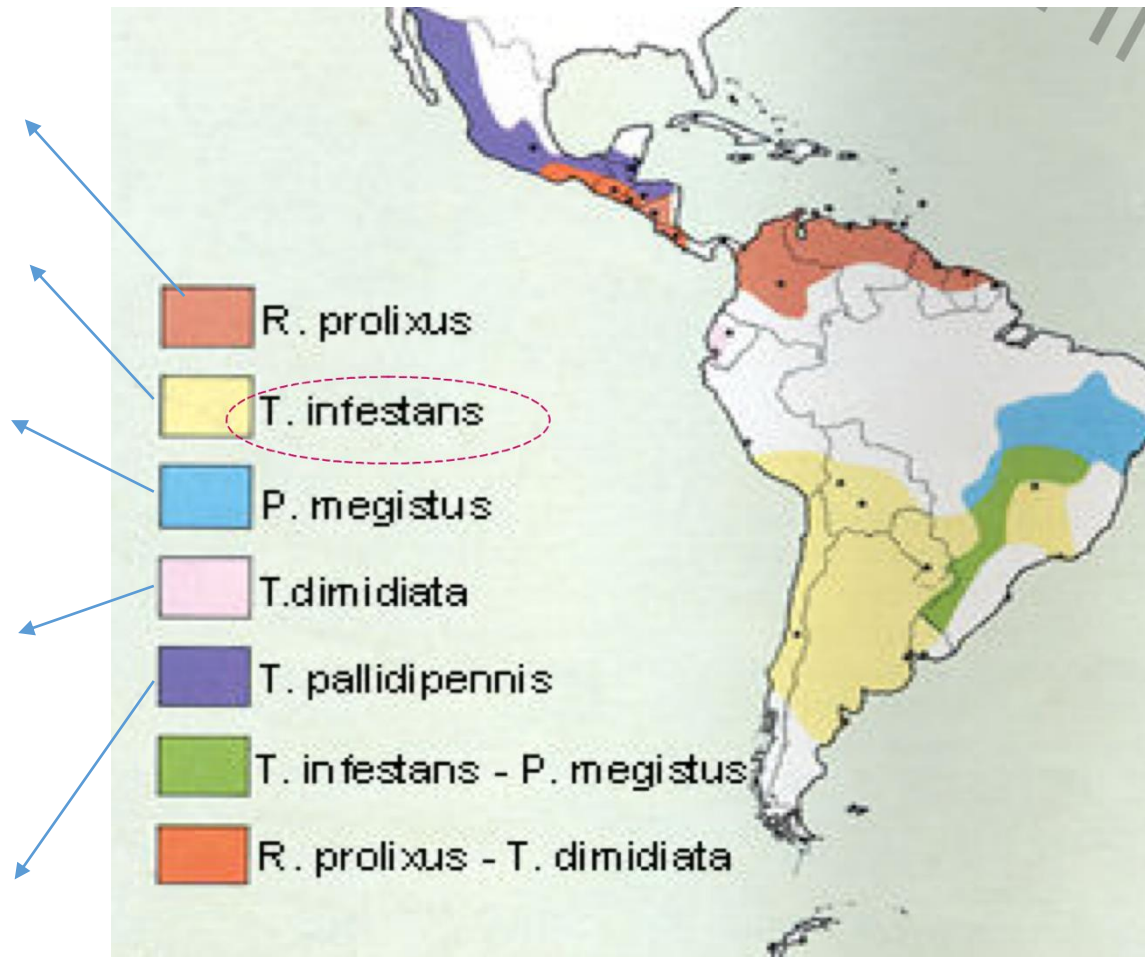 R. prolixus
T. infestans
P. megistus
T.dimidiata
T. pallidipennis
T. infestans - P. megistus
R. prolixus - T. dimidiata